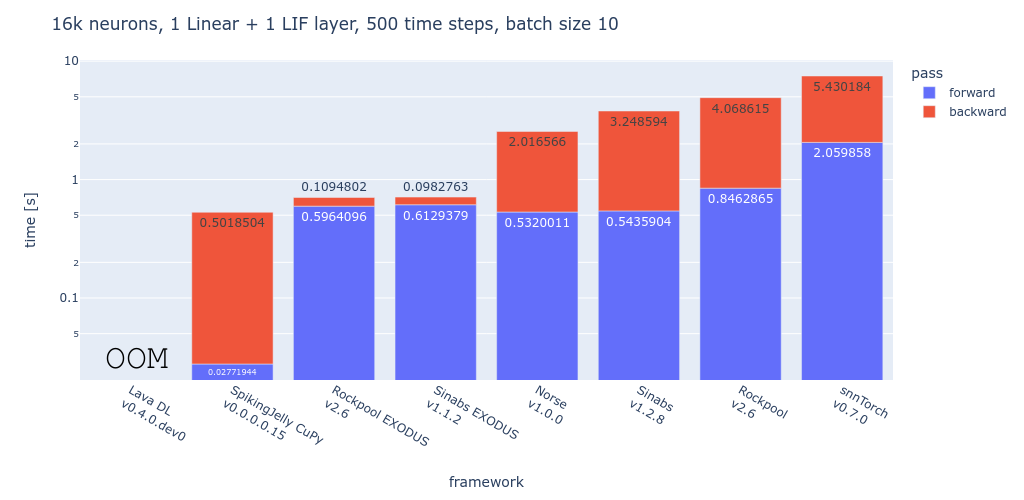 16k neurons, 1 Linear + 1 LIF layer, 500 time steps, batch size 10
pass
forward
backward
time [s]
10
5
2
1
5
2
0.1
5
OOM
0.5018504
0.02771944
0.1094802
0.5964096
0.0982763
0.6129379
2.016566
0.5320011
3.248594
0.5435904
4.068615
0.8462865
5.430184
2.059858
Lava DL
v0.4.0.dev0
SpikingJelly CuPy
v0.0.0.0.15
Rockpool EXODUS
v2.6
Sinabs EXODUS
v1.1.2
Norse
v1.0.0
Sinabs
v1.2.8
Rockpool
v2.6
snnTorch
v0.7.0
framework